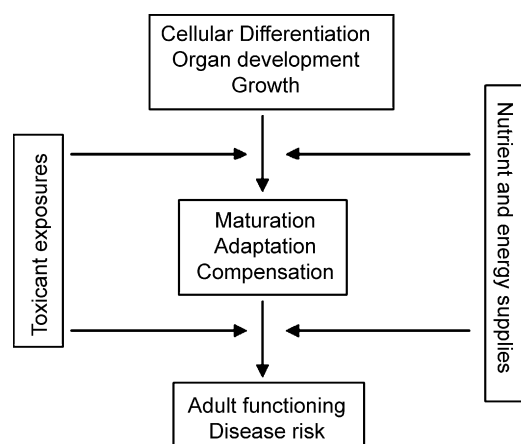 Cellular Differentiation
Organ development
Growth
Toxicant exposures
Nutrient and energy supplies
Maturation
Adaptation
Compensation
Adult functioning
Disease risk